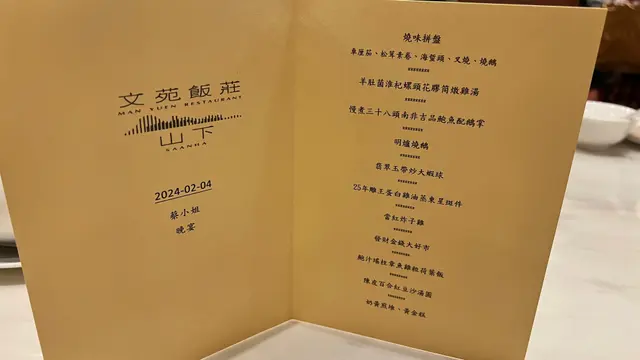 文苑飯莊
MAN YUEN RESTAURANT
山下
SAANHA
2024-02-04
蔡小姐
晚宴
燒味拼盤
車厘茄、松茸素卷、海蜇頭、叉燒、燒鵝
羊肚菌淮杞螺頭花膠筒燉雞湯
慢煮三十八頭南非吉品鮑魚配鵝掌
明爐燒鵝
翡翠玉帶炒大蝦球
25年雕王蛋白雞油蒸東星斑件
當紅炸子雞
發財金錢大好市
鮑汁瑤柱章魚雞粒荷葉飯
陳皮百合紅豆沙湯圓
奶黃煎堆、黃金糕